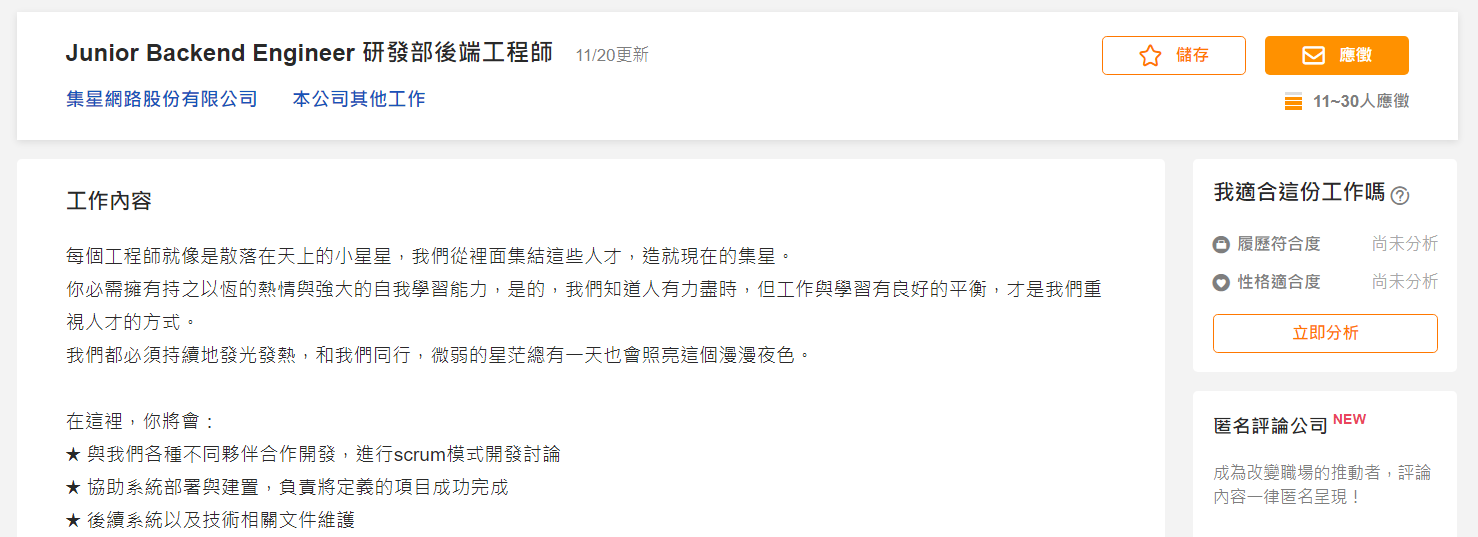 Junior Backend Engineer 研發部後端工程師 11/20更新
儲存
應徵
集星網路股份有限公司 本公司其他工作
11~30人應徵
工作內容
每個工程師就像是散落在天上的小星星，我們從裡面集結這些人才，造就現在的集星。
你必需擁有持之以恆的熱情與強大的自我學習能力，是的，我們知道人有力盡時，但工作與學習有良好的平衡，才是我們重
視人才的方式。
我們都必須持續地發光發熱，和我們同行，微弱的星茫總有一天也會照亮這個漫漫夜色。
在這裡，你將會：
★ 與我們各種不同夥伴合作開發，進行scrum模式開發討論
★ 協助系統部署與建置，負責將定義的項目成功完成
★ 後續系統以及技術相關文件維護
我適合這份工作嗎
履歷符合度 尚未分析
性格適合度 尚未分析
立即分析
匿名評論公司 NEW
成為改變職場的推動者，評論
內容一律匿名呈現！